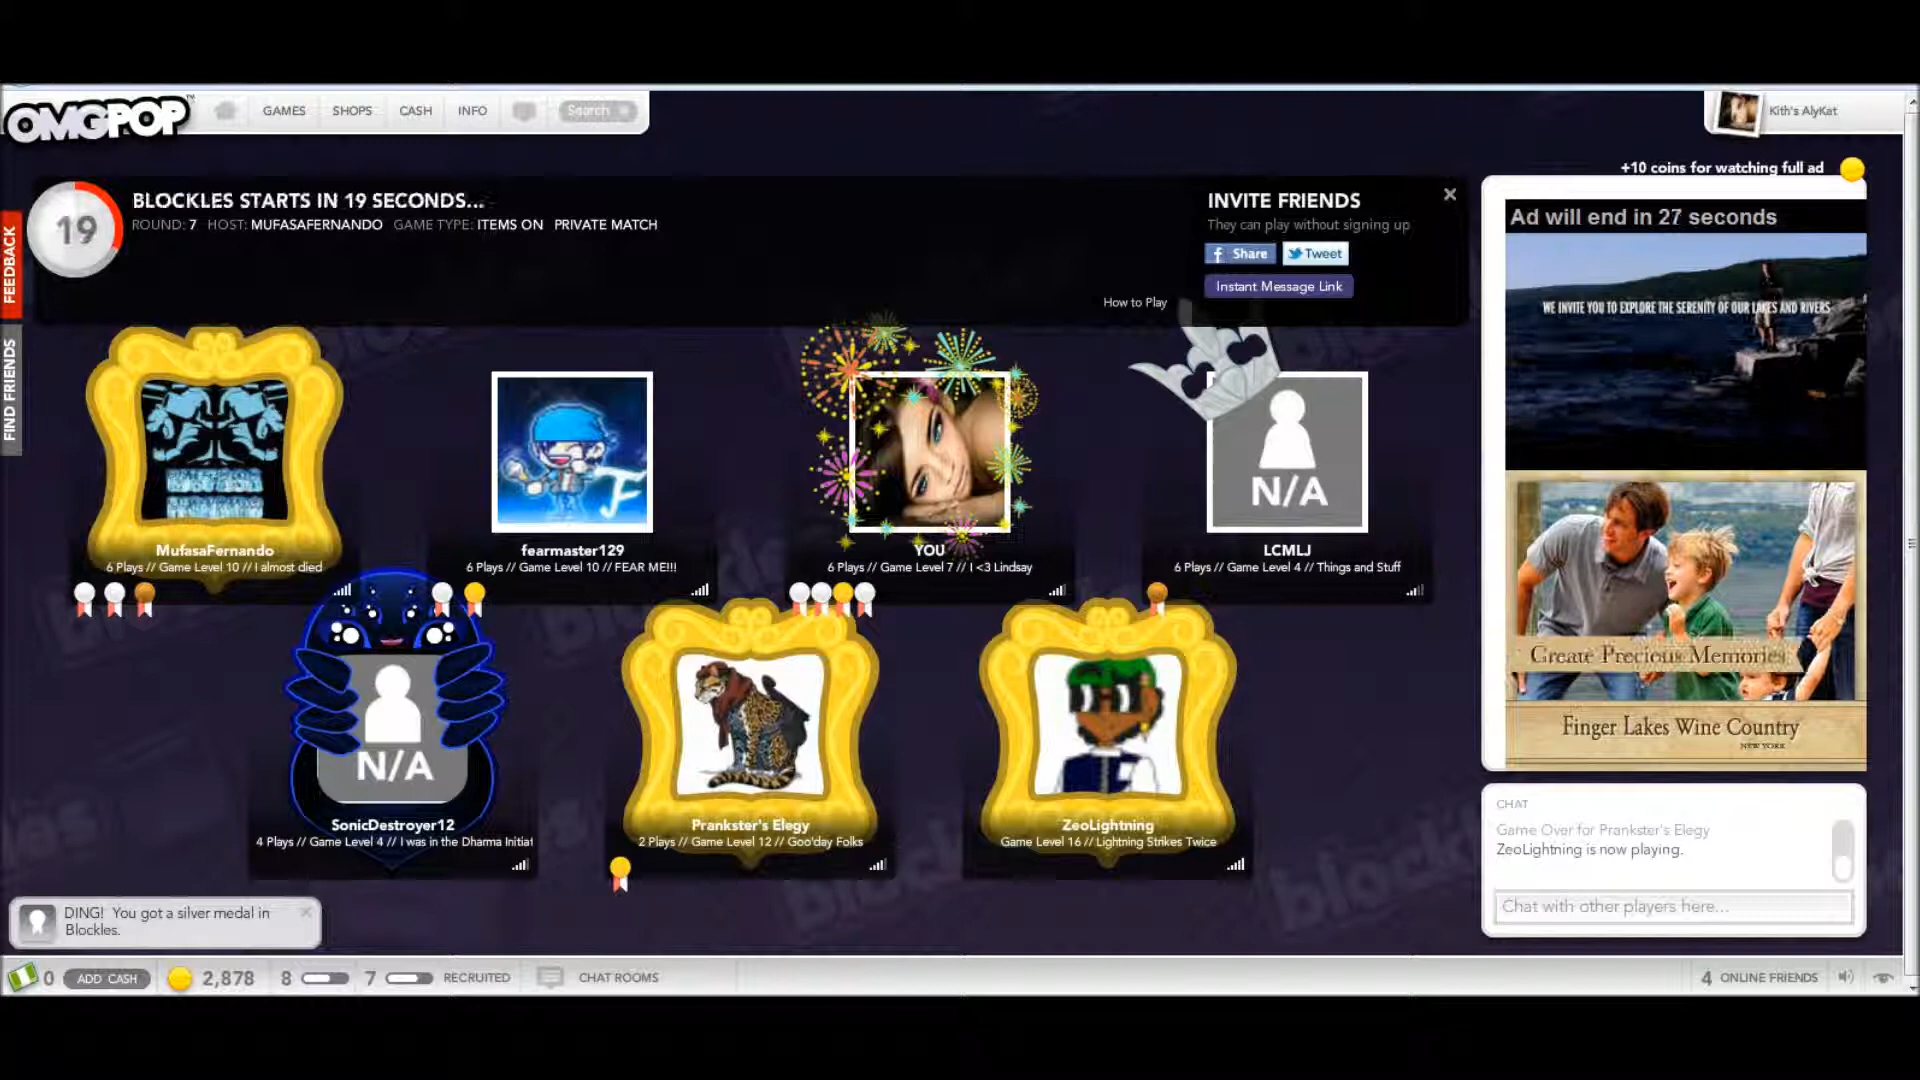 OMGPOP
GAMES
SHOPS
CASH
INFO
Search
Kith's AlyKat
+10 coins for watching full ad
19
BLOCKLES STARTS IN 19 SECONDS...
ROUND: 7 HOST: MUFASAFERNANDO GAME TYPE: ITEMS ON PRIVATE MATCH
INVITE FRIENDS
They can play without signing up
Share
Tweet
Instant Message Link
How to Play
FEEDBACK
FIND FRIENDS
Ad will end in 27 seconds
WE INVITE YOU TO EXPLORE THE SERENITY OF OUR LAKES AND RIVERS
Create Precious Memories
Finger Lakes Wine Country
NEW YORK
MufasaFernando
6 Plays // Game Level 10 // I almost died
fearmaster129
6 Plays // Game Level 10 // FEAR ME!!!
YOU
6 Plays // Game Level 7 // I <3 Lindsay
N/A
LCMLJ
6 Plays // Game Level 4 // Things and Stuff
N/A
SonicDestroyer12
4 Plays // Game Level 4 // I was in the Dharma Initiat
Prankster's Elegy
2 Plays // Game Level 12 // Goo'day Folks
ZeoLightning
Game Level 16 // Lightning Strikes Twice
CHAT
Game Over for Prankster's Elegy
ZeoLightning is now playing.
Chat with other players here...
DING! You got a silver medal in
Blockles.
0
ADD CASH
2,878
8
7
RECRUITED
CHAT ROOMS
4 ONLINE FRIENDS